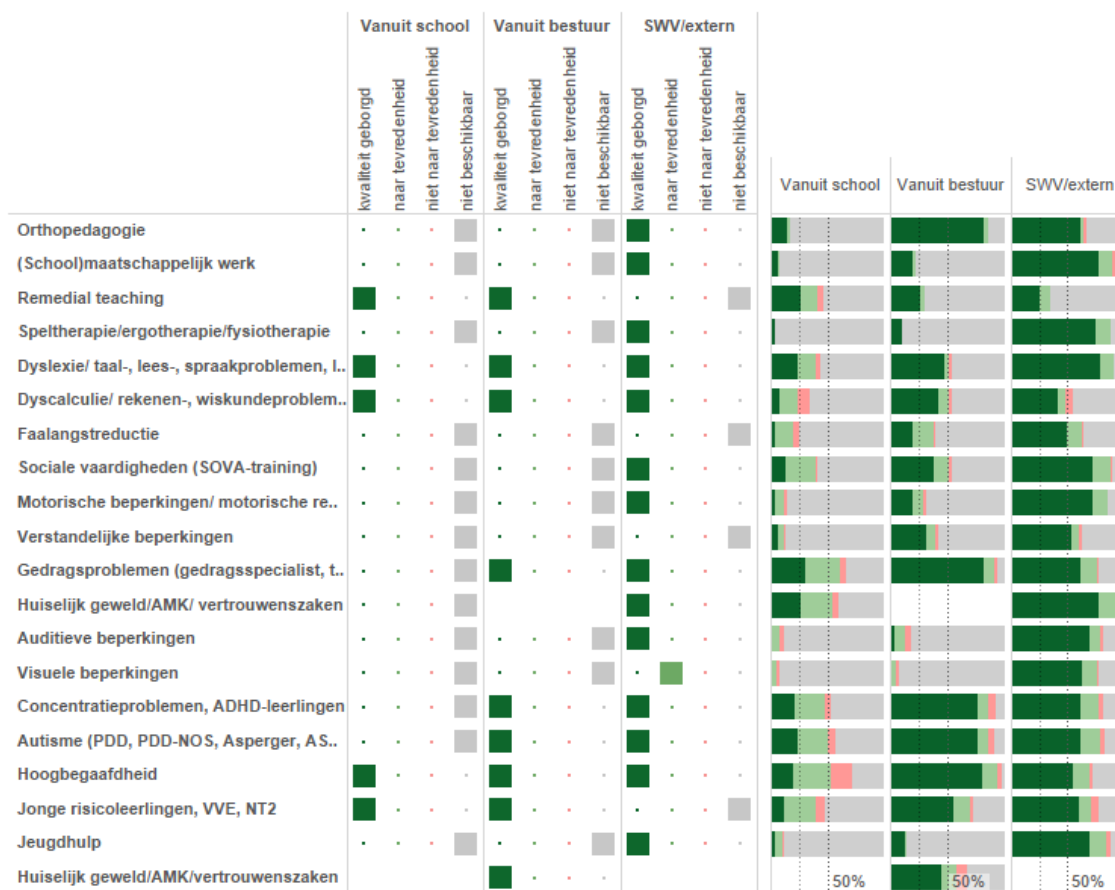 Vanuit school Vanuit bestuur SWV/extern
kwaliteit geborgd
naar tevredenheid
niet naar tevredenheid
niet beschikbaar
kwaliteit geborgd
naar tevredenheid
niet naar tevredenheid
niet beschikbaar
kwaliteit geborgd
naar tevredenheid
niet naar tevredenheid
niet beschikbaar
Vanuit school Vanuit bestuur SWV/extern
Orthopedagogie
(School)maatschappelijk werk
Remedial teaching
Speltherapie/ergotherapie/fysiotherapie
Dyslexie/ taal-, lees-, spraakproblemen, l..
Dyscalculie/ rekenen-, wiskundeproblem..
Faalangstreductie
Sociale vaardigheden (SOVA-training)
Motorische beperkingen/ motorische re..
Verstandelijke beperkingen
Gedragsproblemen (gedragsspecialist, t..
Huiselijk geweld/AMK/ vertrouwenszaken
Auditieve beperkingen
Visuele beperkingen
Concentratieproblemen, ADHD-leerlingen
Autisme (PDD, PDD-NOS, Asperger, AS..
Hoogbegaafdheid
Jonge risicoleerlingen, VVE, NT2
Jeugdhulp
Huiselijk geweld/AMK/vertrouwenszaken
50% 50% 50%